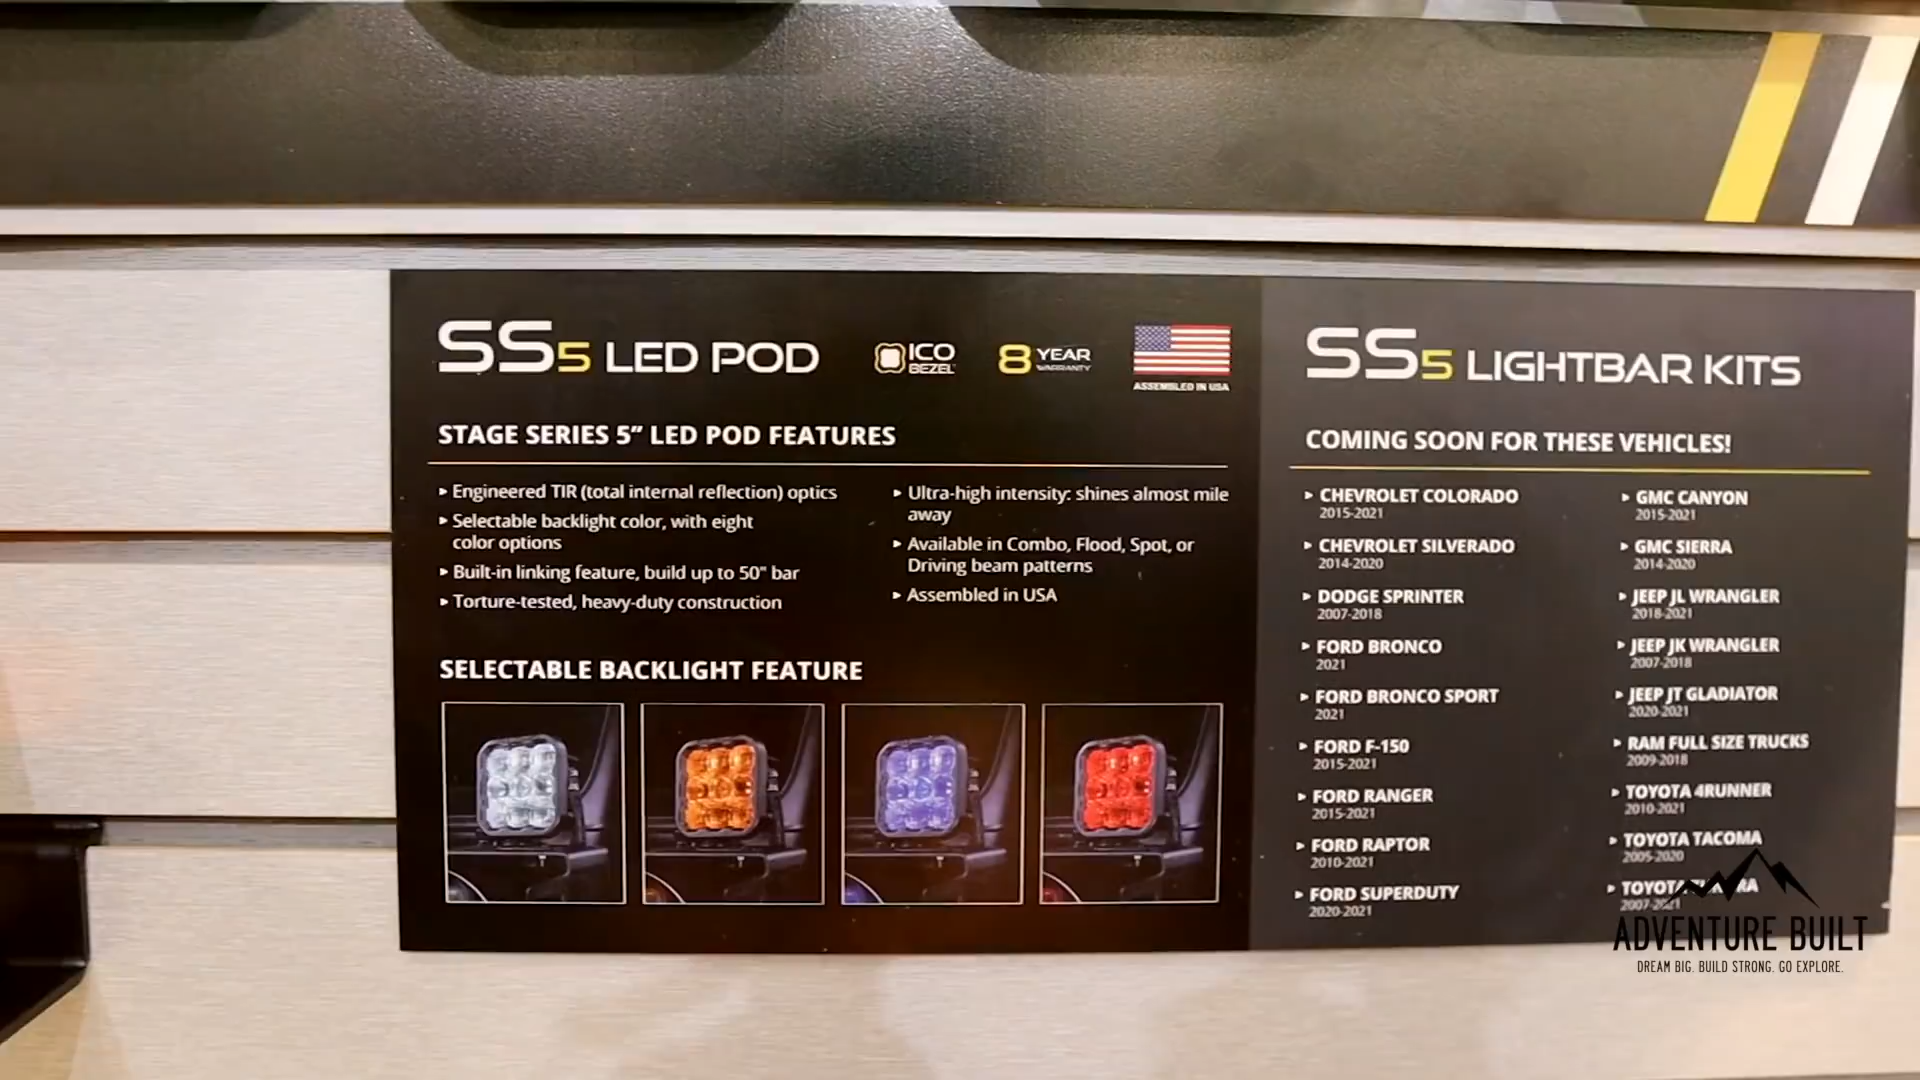 SS5 LED POD
ICO
BEZEL
8 YEAR
WARRANTY
ASSEMBLED IN USA
STAGE SERIES 5” LED POD FEATURES
▸ Engineered TIR (total internal reflection) optics
▸ Selectable backlight color, with eight
color options
▸ Built-in linking feature, build up to 50" bar
▸ Torture-tested, heavy-duty construction
▸ Ultra-high intensity: shines almost mile
away
▸ Available in Combo, Flood, Spot, or
Driving beam patterns
▸ Assembled in USA
SELECTABLE BACKLIGHT FEATURE
SS5 LIGHTBAR KITS
COMING SOON FOR THESE VEHICLES!
▸ CHEVROLET COLORADO
2015-2021
▸ CHEVROLET SILVERADO
2014-2020
▸ DODGE SPRINTER
2007-2018
▸ FORD BRONCO
2021
▸ FORD BRONCO SPORT
2021
▸ FORD F-150
2015-2021
▸ FORD RANGER
2015-2021
▸ FORD RAPTOR
2010-2021
▸ FORD SUPERDUTY
2020-2021
▸ GMC CANYON
2015-2021
▸ GMC SIERRA
2014-2020
▸ JEEP JL WRANGLER
2018-2021
▸ JEEP JK WRANGLER
2007-2018
▸ JEEP JT GLADIATOR
2020-2021
▸ RAM FULL SIZE TRUCKS
2009-2018
▸ TOYOTA 4RUNNER
2010-2021
▸ TOYOTA TACOMA
2005-2020
▸ TOYOTA
2007-2021
ADVENTURE BUILT
DREAM BIG. BUILD STRONG. GO EXPLORE.